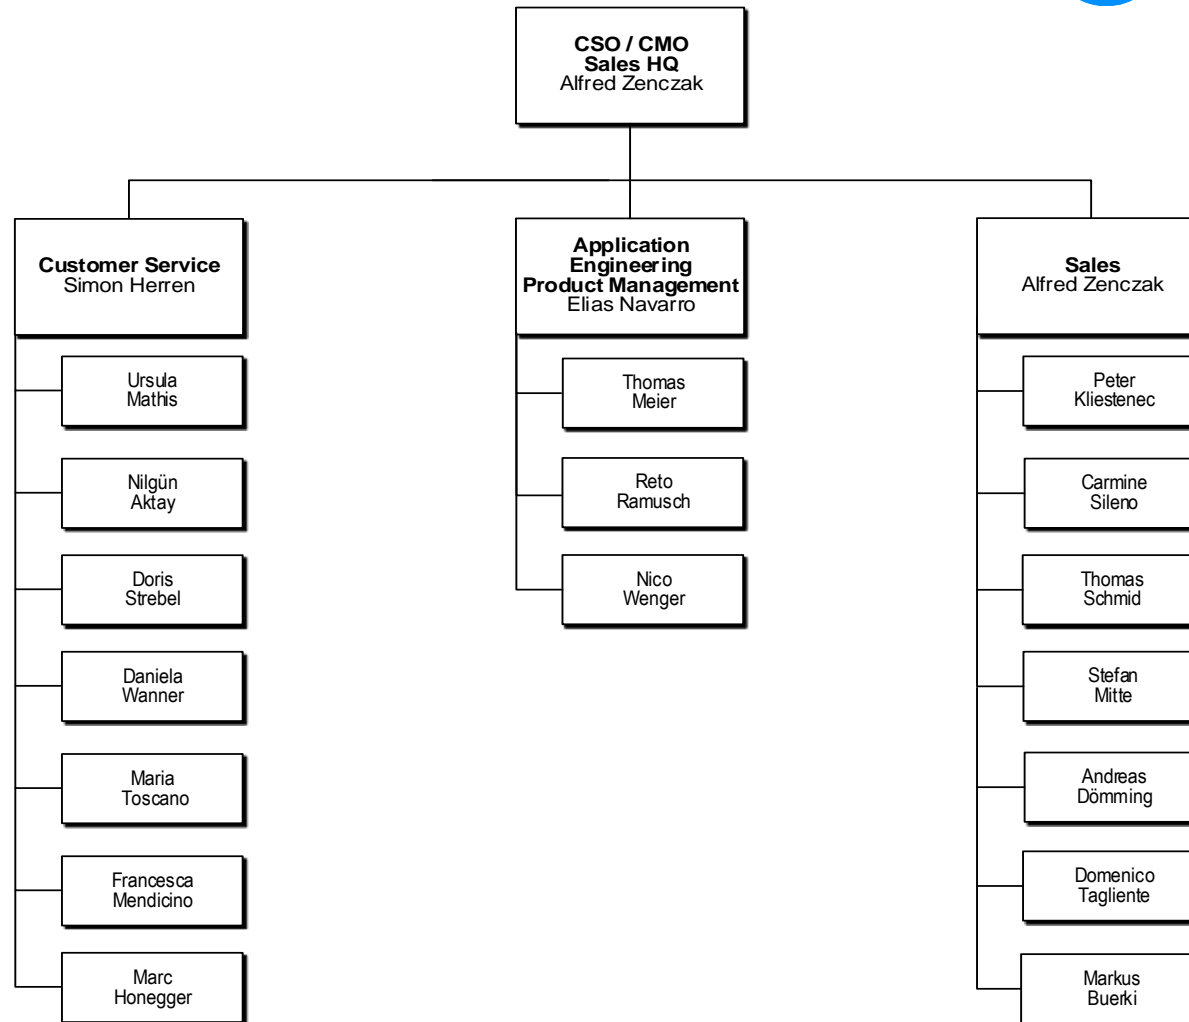 CSO / CMO
Sales HQ
Alfred Zenczak
Customer Service
Simon Herren
Application
Engineering
Product Management
Elias Navarro
Sales
Alfred Zenczak
Ursula
Mathis
Nilgün
Aktay
Doris
Strebel
Daniela
Wanner
Maria
Toscano
Francesca
Mendicino
Marc
Honegger
Thomas
Meier
Reto
Ramusch
Nico
Wenger
Peter
Kliestenec
Carmine
Sileno
Thomas
Schmid
Stefan
Mitte
Andreas
Dömming
Domenico
Tagliente
Markus
Buerki